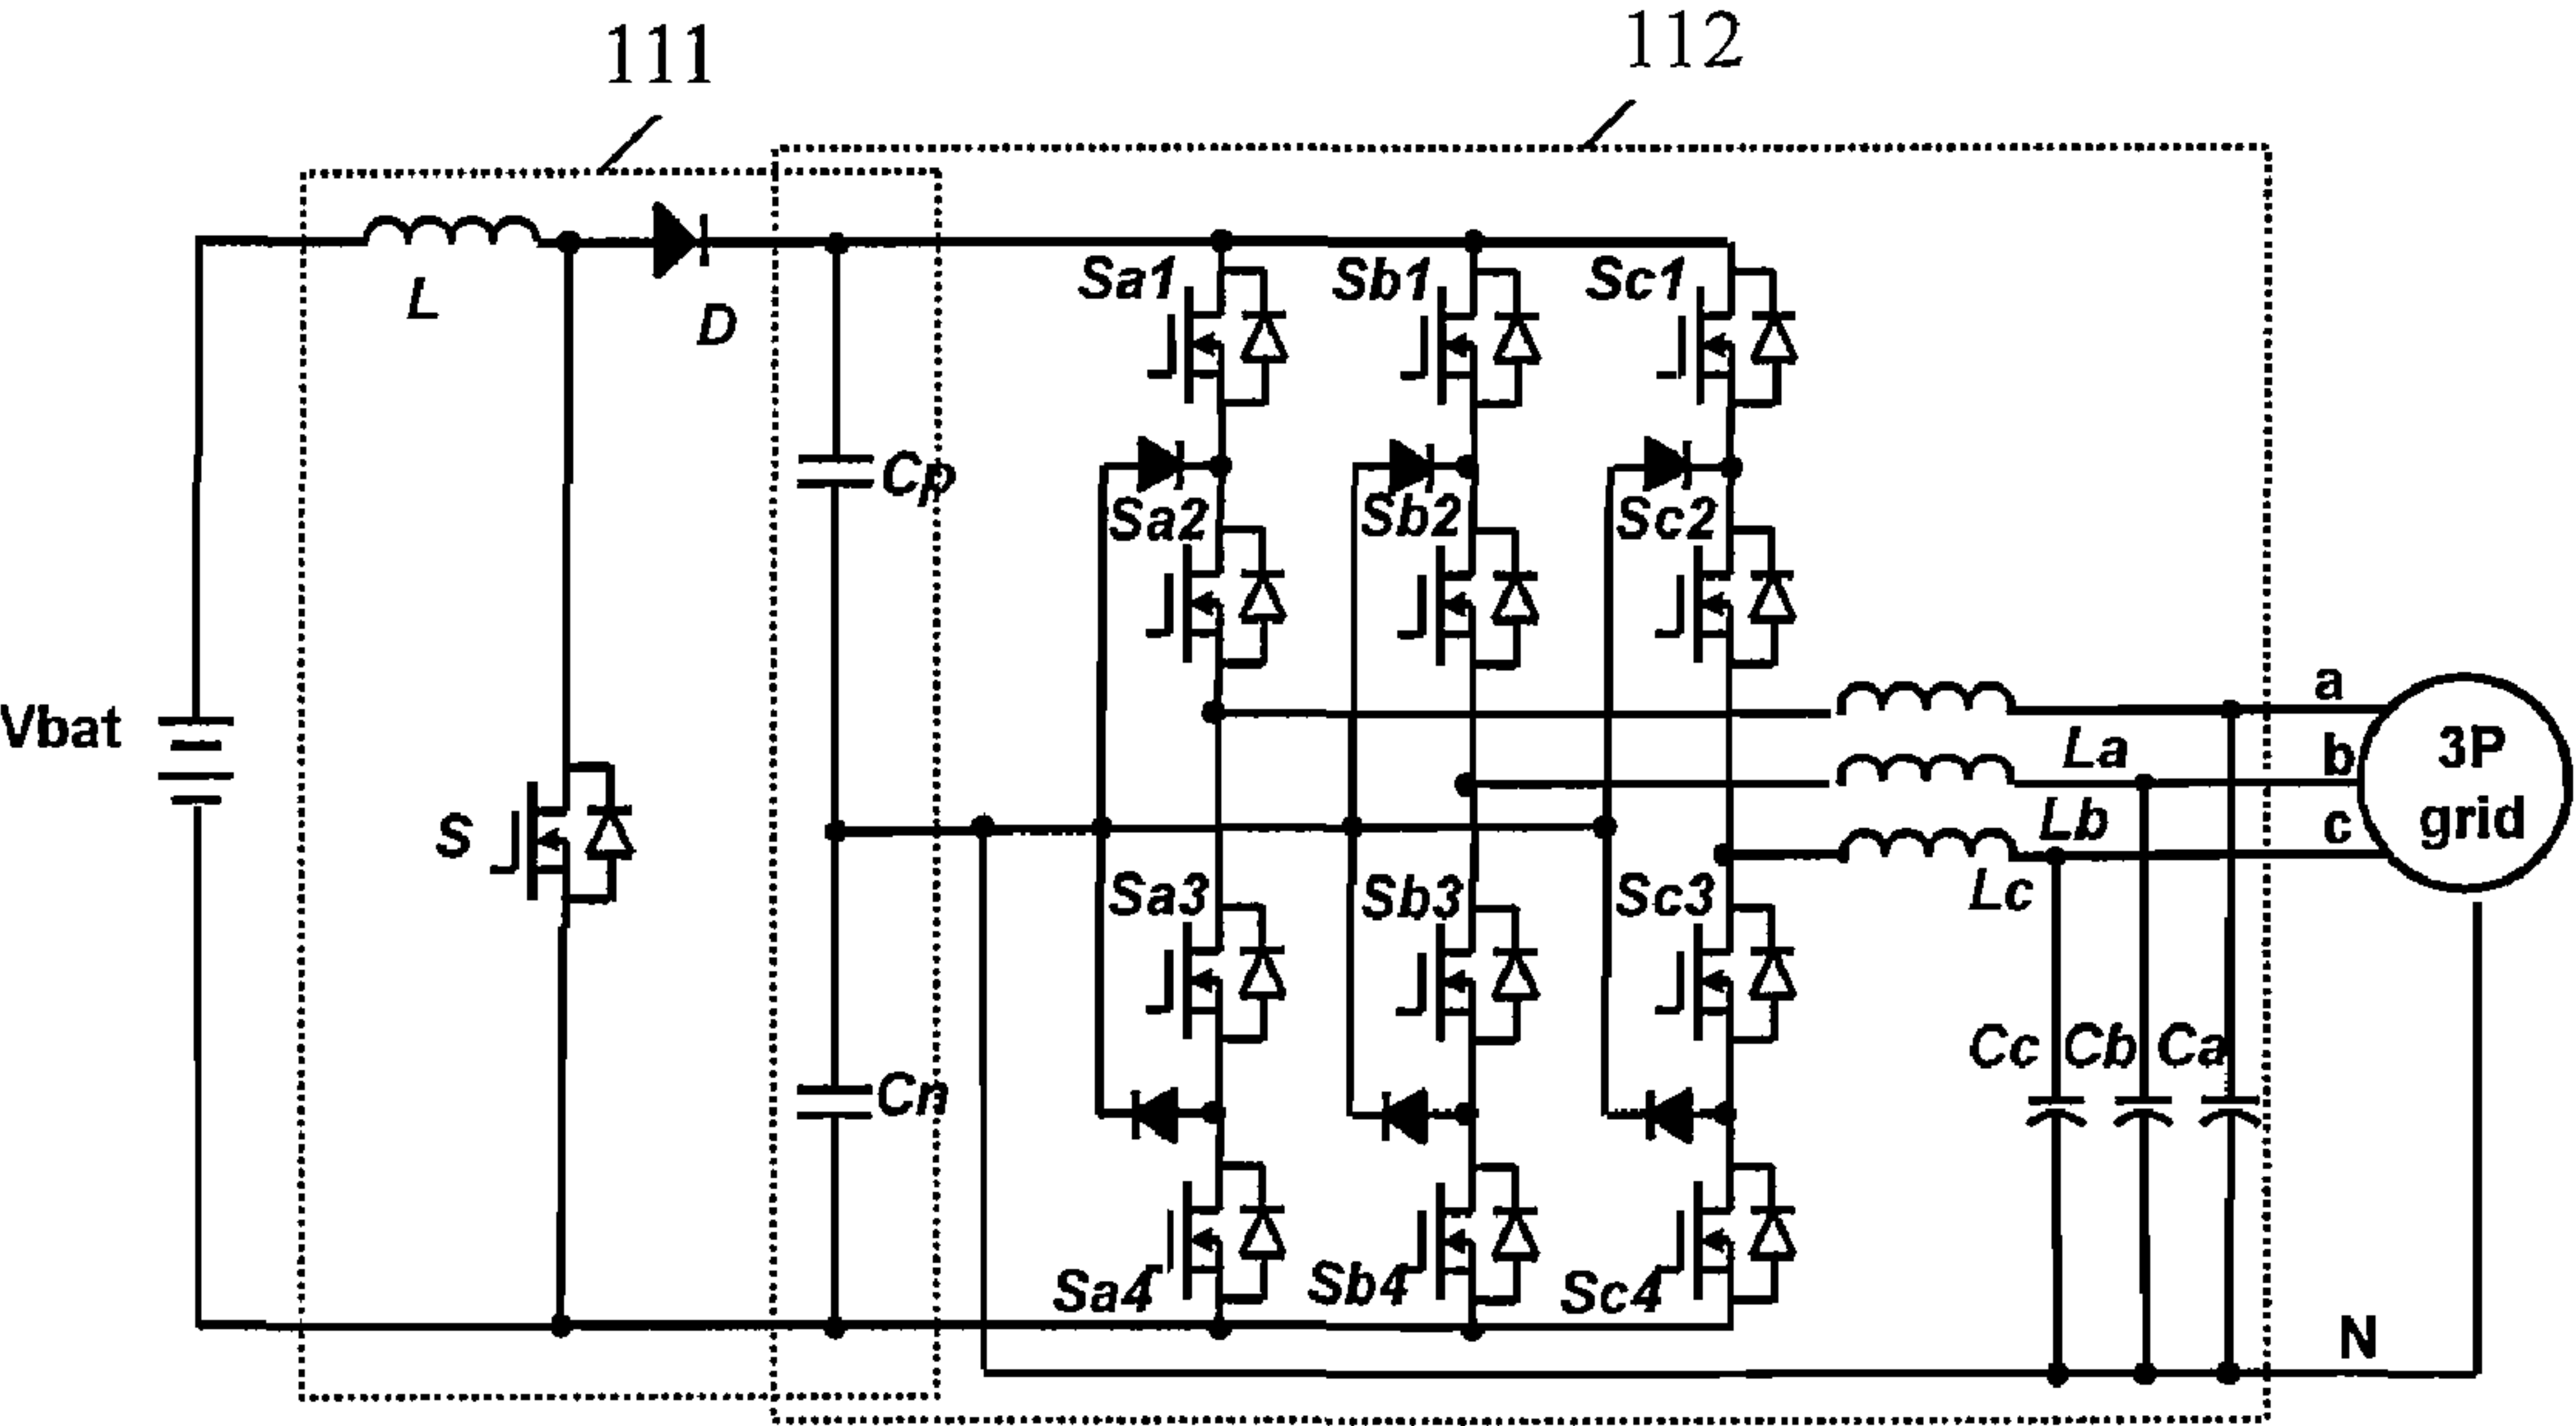 111
112
L
D
Sa1
Sb1
Sc1
Cp
Sa2
Sb2
Sc2
Vbat
S
a
b
c
La
Lb
Lc
3P
grid
Sa3
Sb3
Sc3
Cn
Cc
Cb
Ca
Sa4
Sb4
Sc4
N